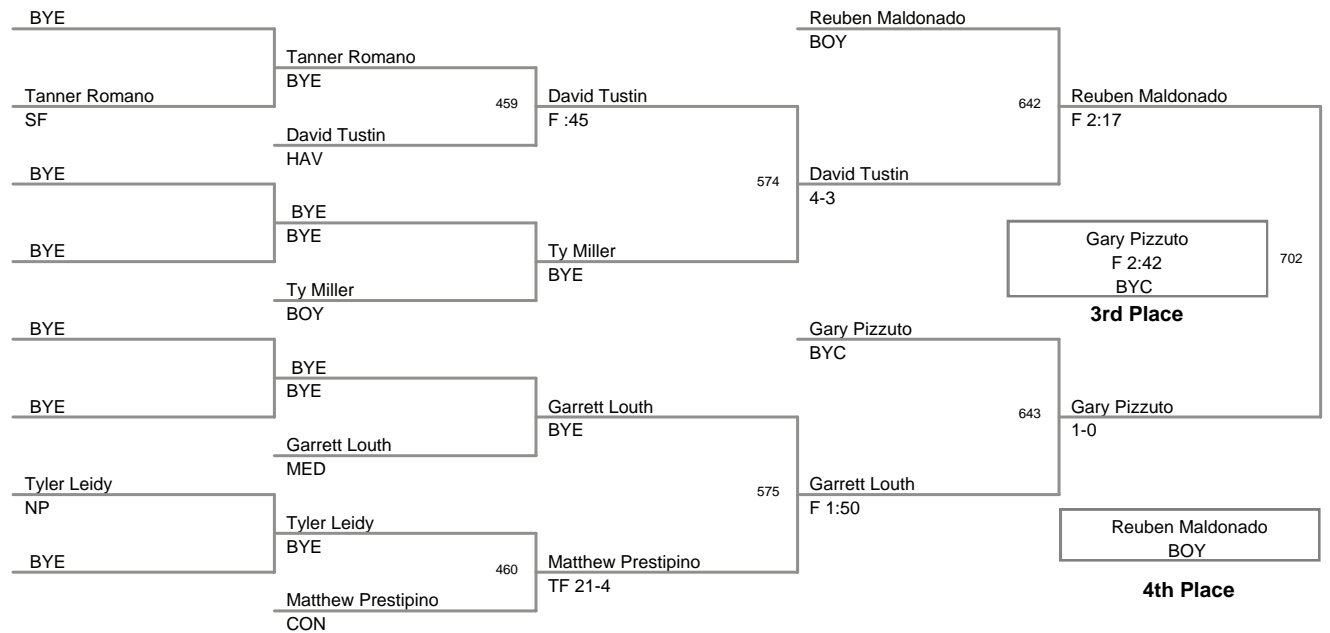 BYE
Tanner Romano
BYE
Tanner Romano
SF
459
David Tustin
F :45
David Tustin
HAV
BYE
574
David Tustin
4-3
BYE
BYE
BYE
Ty Miller
BYE
Ty Miller
BOY
BYE
BYE
BYE
BYE
Garrett Louth
BYE
Garrett Louth
MED
Tyler Leidy
NP
575
Garrett Louth
F 1:50
Tyler Leidy
BYE
BYE
460
Matthew Prestipino
TF 21-4
Matthew Prestipino
CON
Reuben Maldonado
BOY
642
Reuben Maldonado
F 2:17
Gary Pizzuto
F 2:42
BYC
702
3rd Place
Gary Pizzuto
BYC
643
Gary Pizzuto
1-0
Reuben Maldonado
BOY
4th Place